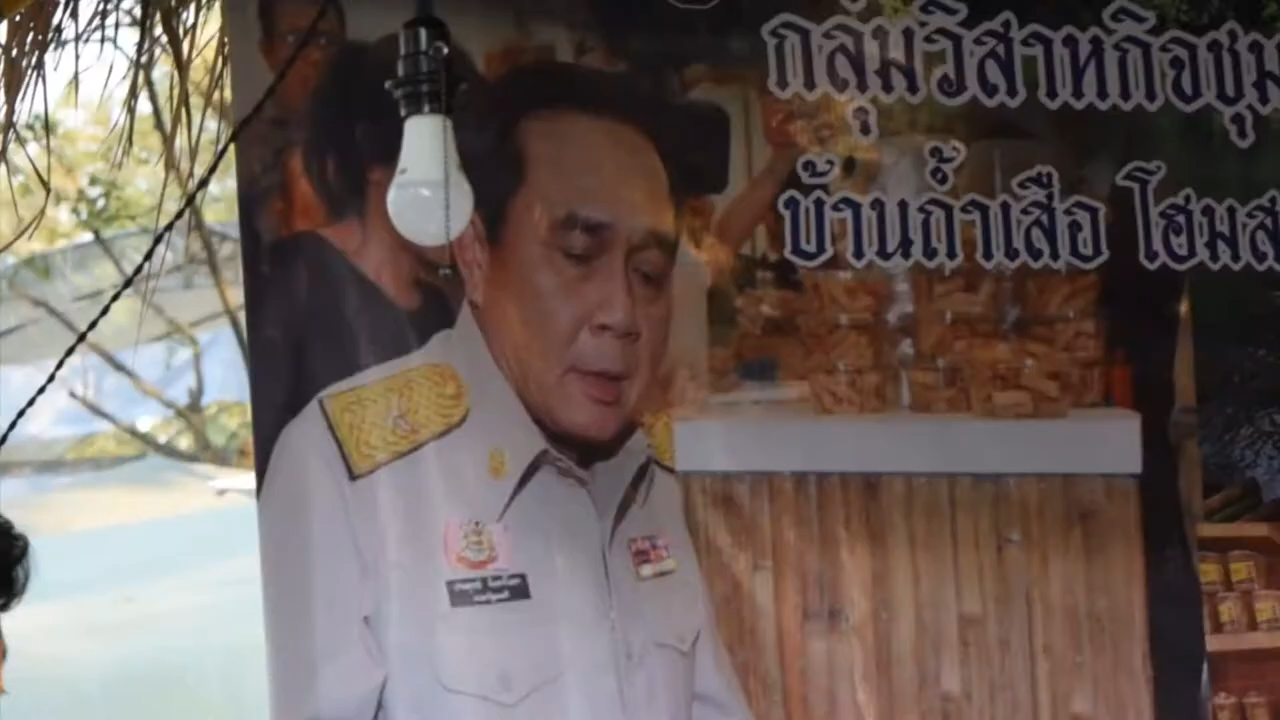 กลุ่มวิสาหกิจชุม
บ้านถ้ำเสือ โฮมส